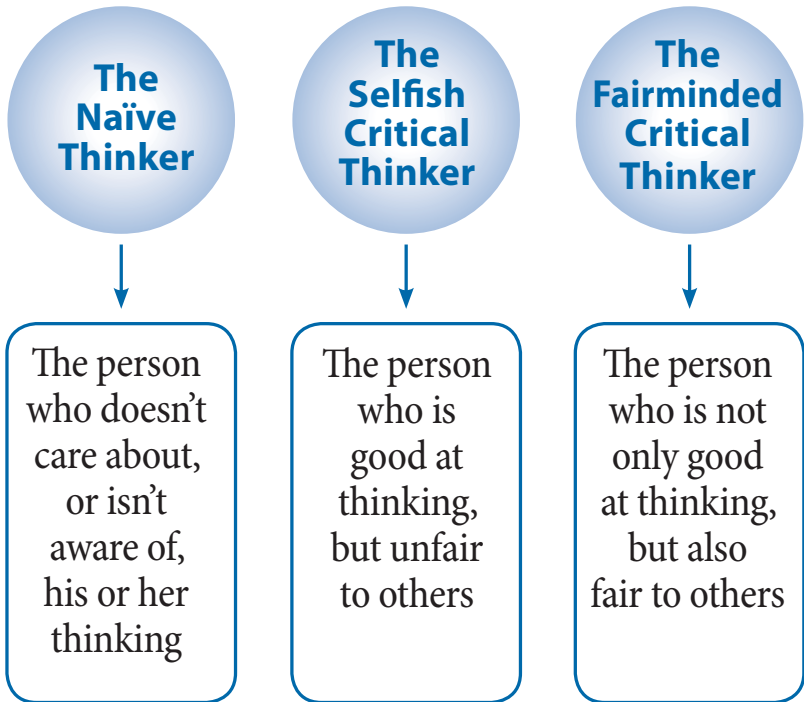 The
Naïve
Thinker
The
Selfish
Critical
Thinker
The
Fairminded
Critical
Thinker
The person
who doesn't
care about,
or isn't
aware of,
his or her
thinking
The person
who is
good at
thinking,
but unfair
to others
The person
who is not
only good
at thinking,
but also
fair to others